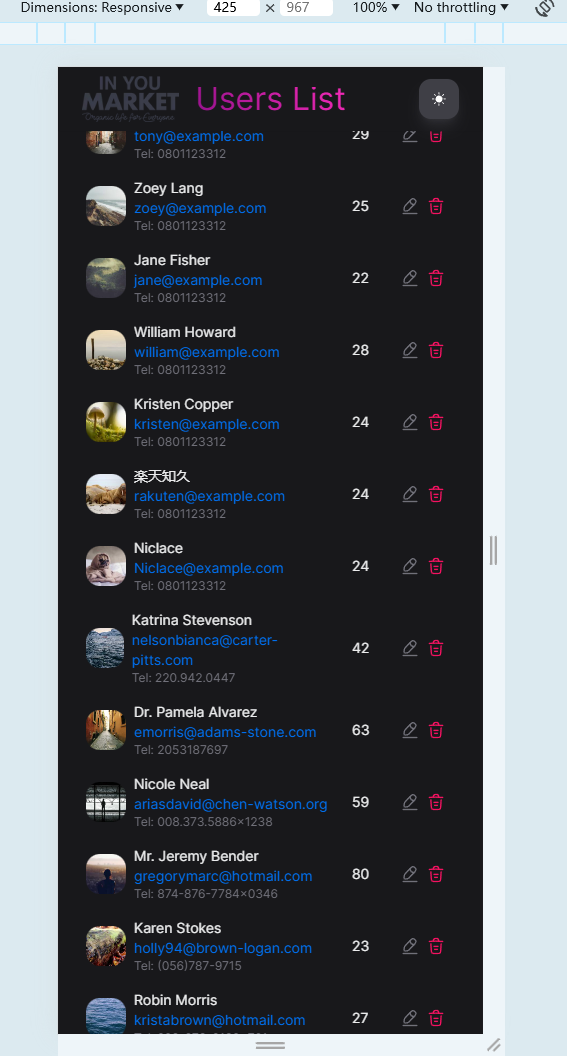 Dimensions: Responsive ▼ 425 × 967 100% ▼ No throttling ▼
IN YOU
MARKET
Organic life for Everyone
Users List
tony@example.com 29
Tel: 0801123312
Zoey Lang
zoey@example.com 25
Tel: 0801123312
Jane Fisher
jane@example.com 22
Tel: 0801123312
William Howard
william@example.com 28
Tel: 0801123312
Kristen Copper
kristen@example.com 24
Tel: 0801123312
楽天知久
rakuten@example.com 24
Tel: 0801123312
Niclace
Niclace@example.com 24
Tel: 0801123312
Katrina Stevenson
nelsonbianca@carter-
pitts.com 42
Tel: 220.942.0447
Dr. Pamela Alvarez
emorris@adams-stone.com 63
Tel: 2053187697
Nicole Neal
ariasdavid@chen-watson.org 59
Tel: 008.373.5886x1238
Mr. Jeremy Bender
gregorymarc@hotmail.com 80
Tel: 874-876-7784x0346
Karen Stokes
holly94@brown-logan.com 23
Tel: (056)787-9715
Robin Morris
kristabrown@hotmail.com 27